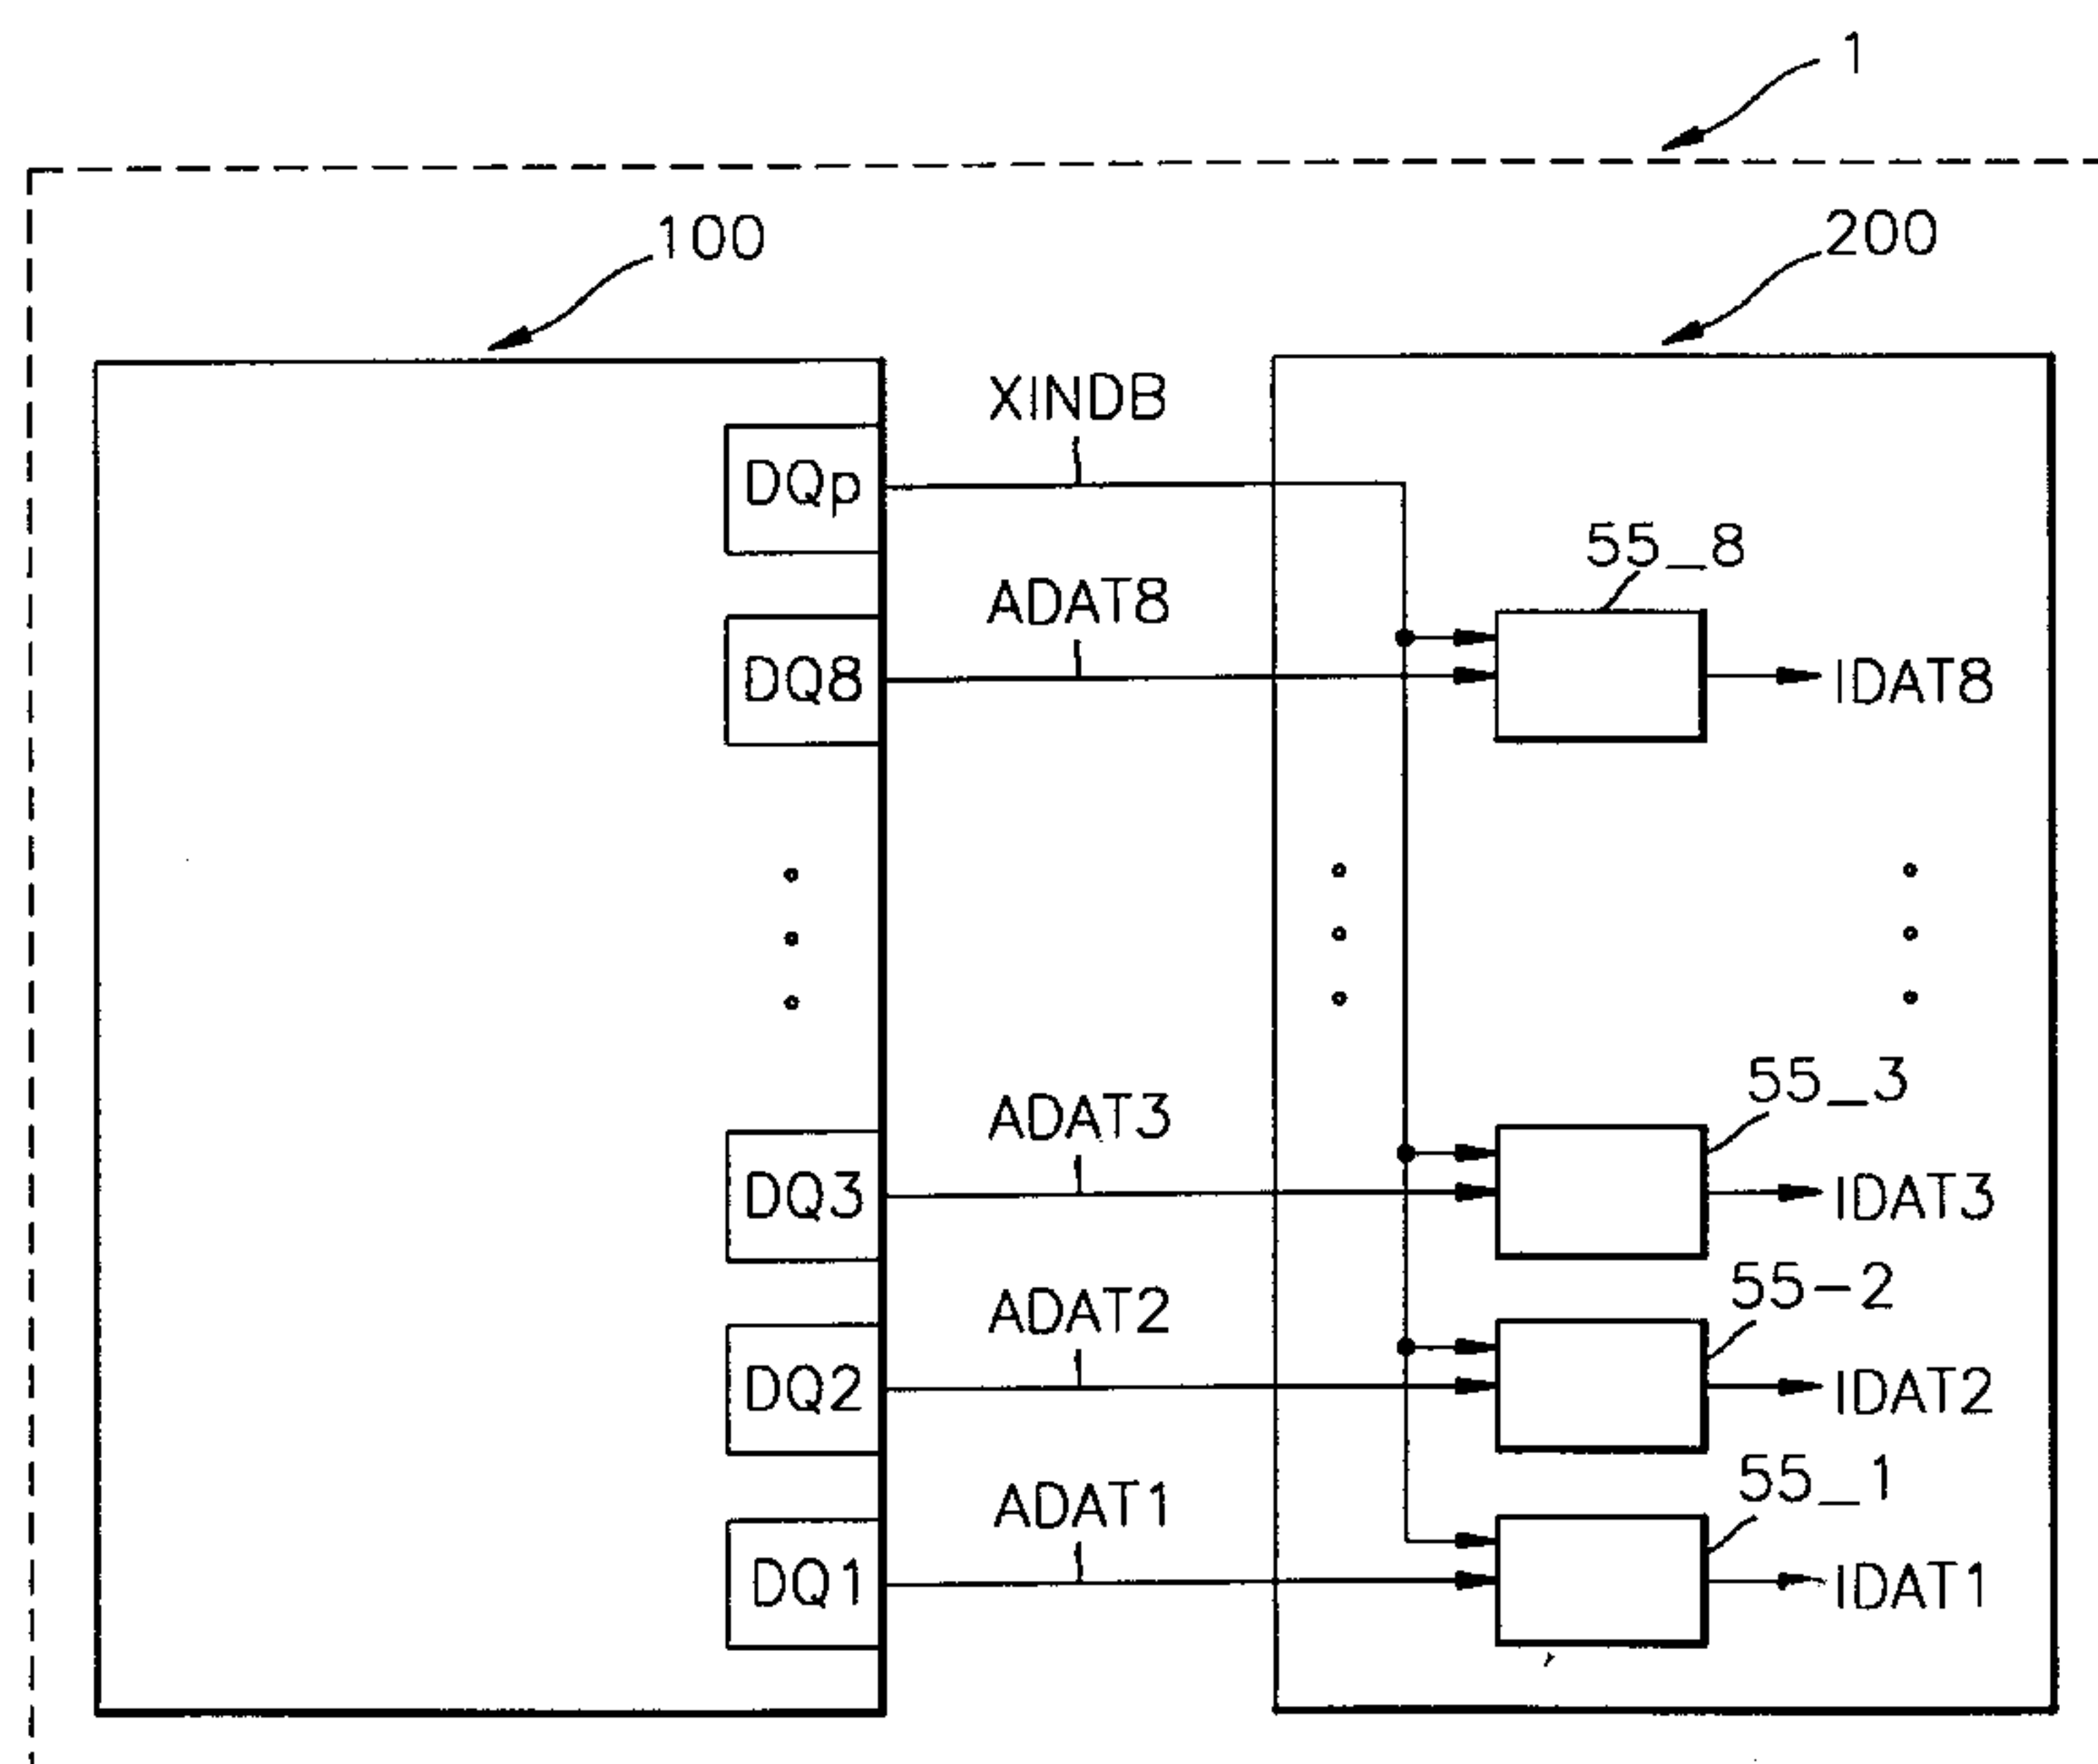 1
100
200
XINDB
DQp
55_8
ADAT8
DQ8
IDAT8
55_3
ADAT3
DQ3
IDAT3
55-2
ADAT2
DQ2
IDAT2
55_1
ADAT1
DQ1
IDAT1